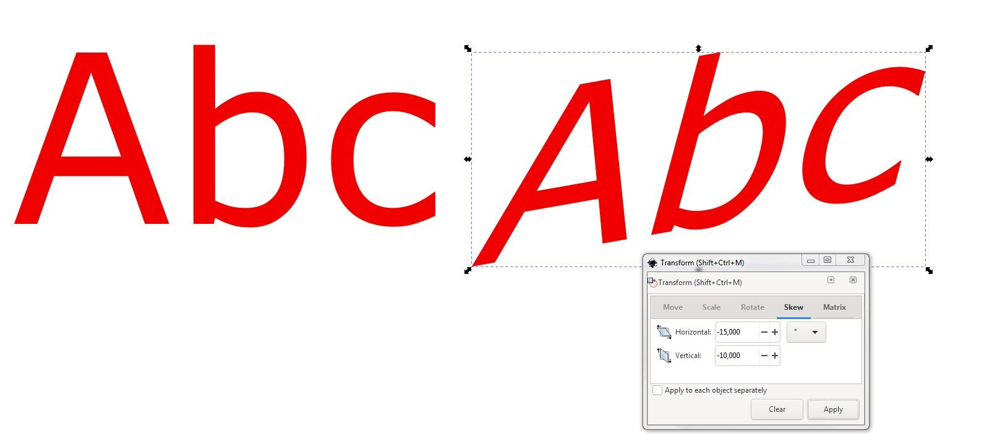 Abc
Abc
Transform (Shift+Ctrl+M)
Transform (Shift+Ctrl+M)
Move Scale Rotate Skew Matrix
Horizontal: -15,000 °
Vertical: -10,000
Apply to each object separately
Clear Apply